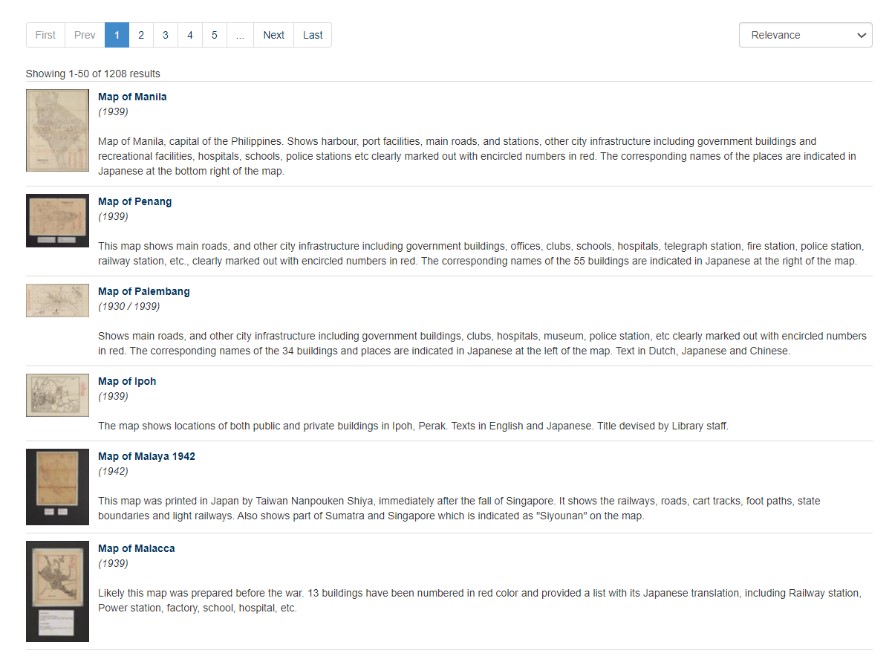 First Prev 1 2 3 4 5 ... Next Last Relevance
Showing 1-50 of 1208 results
Map of Manila
(1939)
Map of Manila, capital of the Philippines. Shows harbour, port facilities, main roads, and stations, other city infrastructure including government buildings and
recreational facilities, hospitals, schools, police stations etc clearly marked out with encircled numbers in red. The corresponding names of the places are indicated in
Japanese at the bottom right of the map.
Map of Penang
(1939)
This map shows main roads, and other city infrastructure including government buildings, offices, clubs, schools, hospitals, telegraph station, fire station, police station,
railway station, etc., clearly marked out with encircled numbers in red. The corresponding names of the 55 buildings are indicated in Japanese at the right of the map.
Map of Palembang
(1930 / 1939)
Shows main roads, and other city infrastructure including government buildings, clubs, hospitals, museum, police station, etc clearly marked out with encircled numbers
in red. The corresponding names of the 34 buildings and places are indicated in Japanese at the left of the map. Text in Dutch, Japanese and Chinese.
Map of Ipoh
(1939)
The map shows locations of both public and private buildings in Ipoh, Perak. Texts in English and Japanese. Title devised by Library staff.
Map of Malaya 1942
(1942)
This map was printed in Japan by Taiwan Nanpouken Shiya, immediately after the fall of Singapore. It shows the railways, roads, cart tracks, foot paths, state
boundaries and light railways. Also shows part of Sumatra and Singapore which is indicated as "Siyounan" on the map.
Map of Malacca
(1939)
Likely this map was prepared before the war. 13 buildings have been numbered in red color and provided a list with its Japanese translation, including Railway station,
Power station, factory, school, hospital, etc.